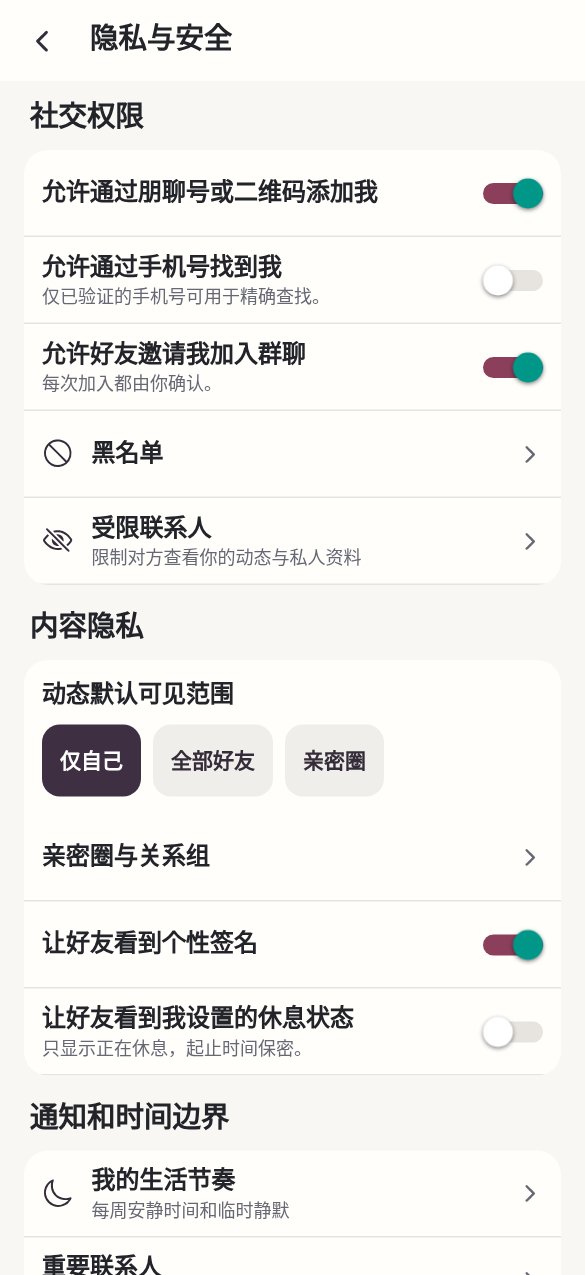 隐私与安全
社交权限
允许通过朋聊号或二维码添加我
允许通过手机号找到我
仅已验证的手机号可用于精确查找。
允许好友邀请我加入群聊
每次加入都由你确认。
黑名单
受限联系人
限制对方查看你的动态与私人资料
内容隐私
动态默认可见范围
仅自己
全部好友
亲密圈
亲密圈与关系组
让好友看到个性签名
让好友看到我设置的休息状态
只显示正在休息，起止时间保密。
通知和时间边界
我的生活节奏
每周安静时间和临时静默
重要联系人